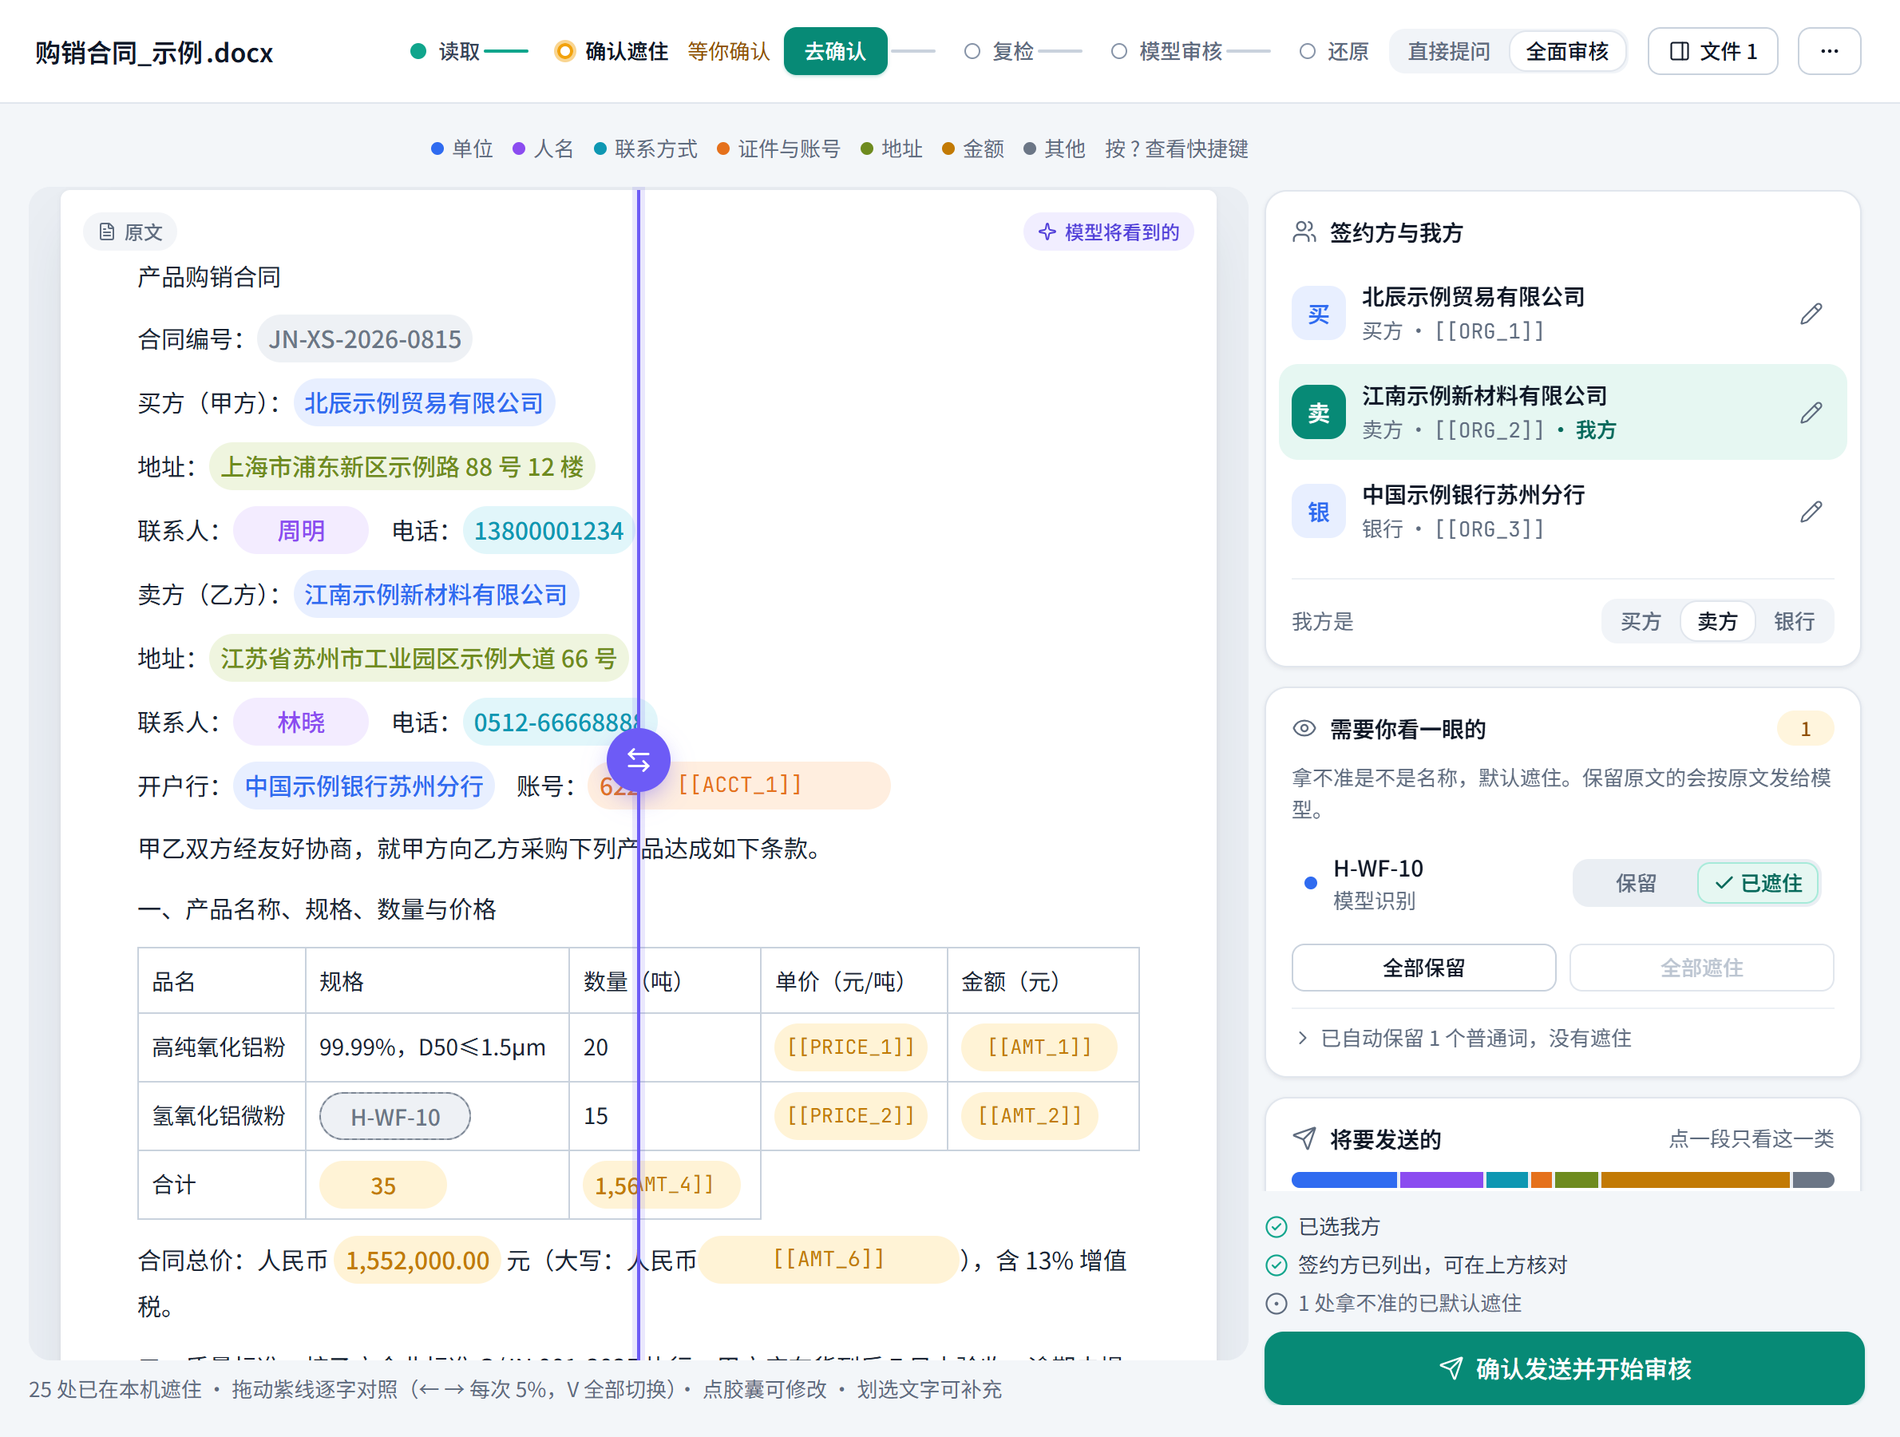 购销合同_示例.docx
读取 确认遮住 等你确认 去确认 复检 模型审核 还原 直接提问 全面审核 文件 1 ···
单位 人名 联系方式 证件与账号 地址 金额 其他 按 ? 查看快捷键
原文 模型将看到的
产品购销合同
合同编号： JN-XS-2026-0815
买方（甲方）： 北辰示例贸易有限公司
地址： 上海市浦东新区示例路 88 号 12 楼
联系人： 周明 电话： 13800001234
卖方（乙方）： 江南示例新材料有限公司
地址： 江苏省苏州市工业园区示例大道 66 号
联系人： 林晓 电话： 0512-66668888
开户行： 中国示例银行苏州分行 账号： 622 [[ACCT_1]]
甲乙双方经友好协商，就甲方向乙方采购下列产品达成如下条款。
一、产品名称、规格、数量与价格
品名 规格 数量（吨） 单价（元/吨） 金额（元）
高纯氧化铝粉 99.99%，D50≤1.5μm 20 [[PRICE_1]] [[AMT_1]]
氢氧化铝微粉 H-WF-10 15 [[PRICE_2]] [[AMT_2]]
合计 35 1,56 MT_4]]
合同总价：人民币 1,552,000.00 元（大写：人民币 [[AMT_6]] ），含 13% 增值
税。
25 处已在本机遮住 · 拖动紫线逐字对照（← → 每次 5%，V 全部切换）· 点胶囊可修改 · 划选文字可补充
签约方与我方
买 北辰示例贸易有限公司
买方 · [[ORG_1]]
卖 江南示例新材料有限公司
卖方 · [[ORG_2]] · 我方
银 中国示例银行苏州分行
银行 · [[ORG_3]]
我方是 买方 卖方 银行
需要你看一眼的 1
拿不准是不是名称，默认遮住。保留原文的会按原文发给模
型。
H-WF-10
模型识别
保留 已遮住
全部保留 全部遮住
已自动保留 1 个普通词，没有遮住
将要发送的 点一段只看这一类
已选我方
签约方已列出，可在上方核对
1 处拿不准的已默认遮住
确认发送并开始审核